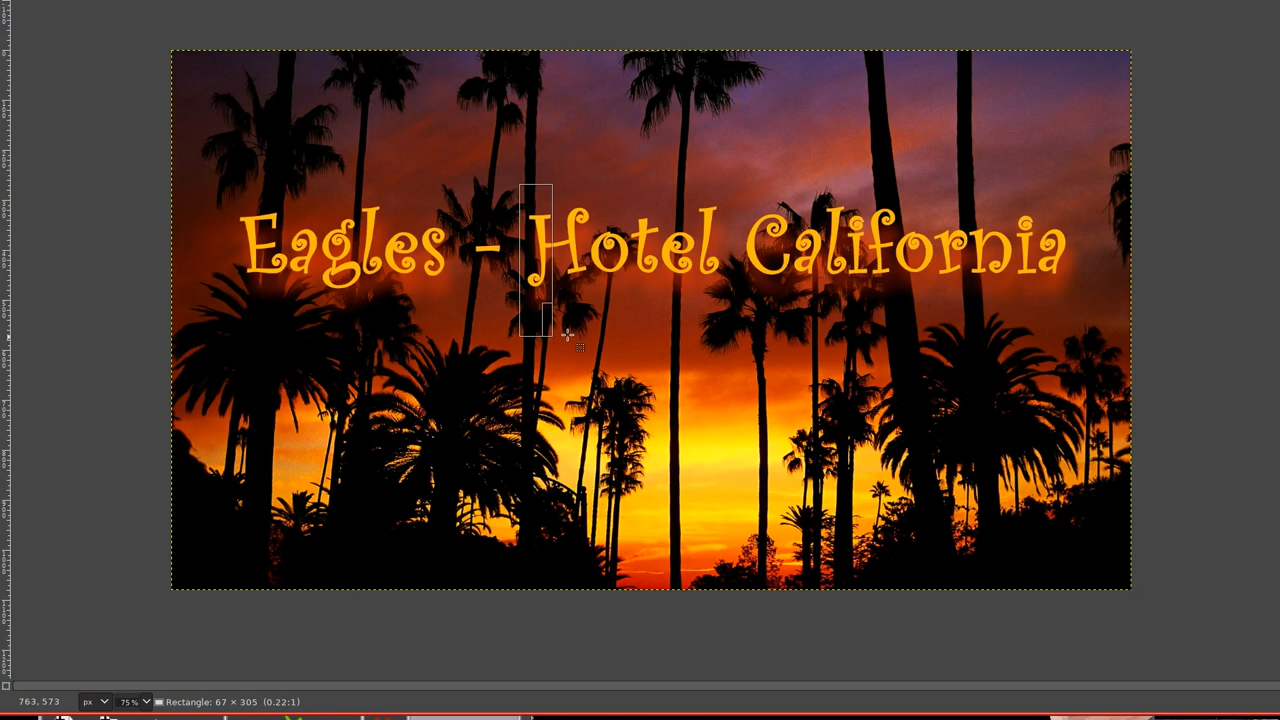 Eagles - Hotel California
763, 573 px 75 % Rectangle: 67 × 305 (0.22:1)